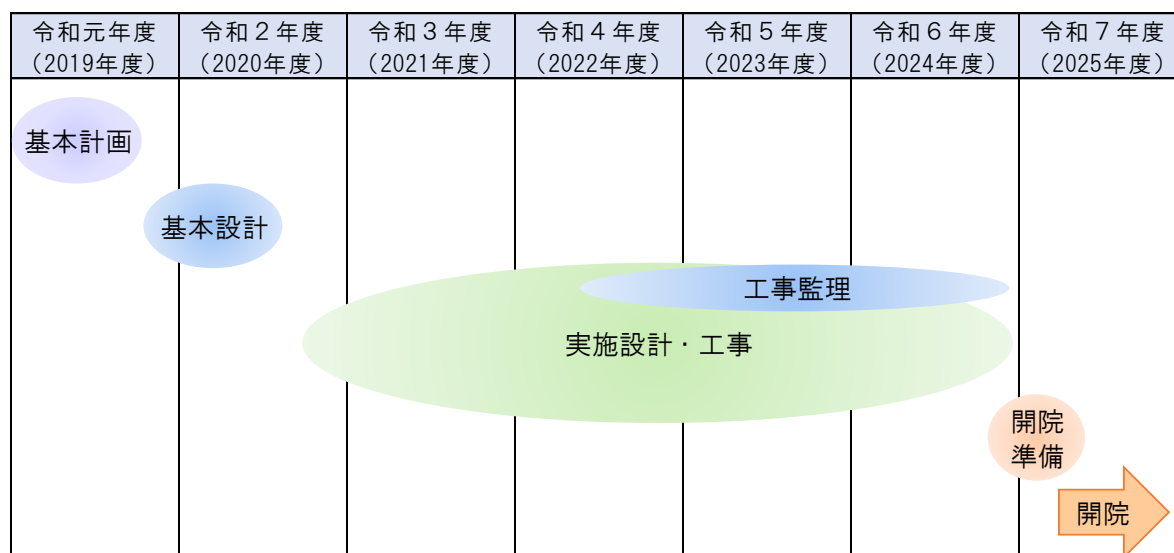 令和元年度
（2019年度）
令和２年度
（2020年度）
令和３年度
（2021年度）
令和４年度
（2022年度）
令和５年度
（2023年度）
令和６年度
（2024年度）
令和７年度
（2025年度）
基本計画
基本設計
工事監理
実施設計・工事
開院
準備
開院